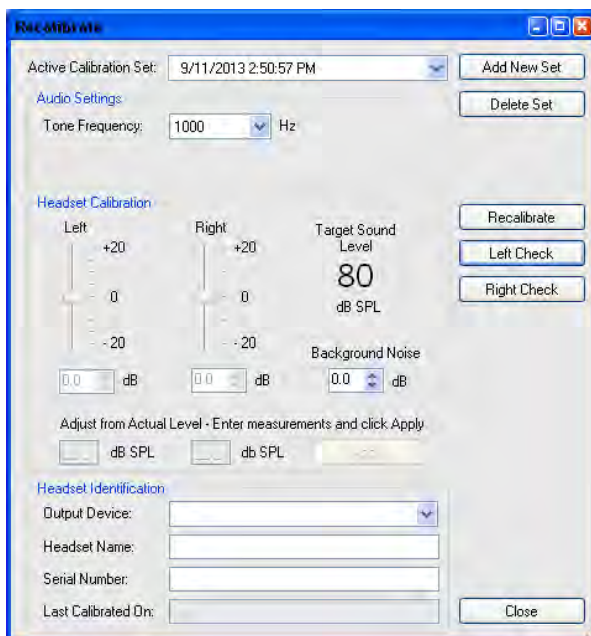 Recalibrate
Active Calibration Set: 9/11/2013 2:50:57 PM Add New Set
Audio Settings Delete Set
Tone Frequency: 1000 Hz
Headset Calibration Recalibrate
Left Right Target Sound
Level
+20 +20 Left Check
80
0 0 Right Check
dB SPL
- 20 - 20
Background Noise
0.0 dB 0.0 dB 0.0 dB
Adjust from Actual Level - Enter measurements and click Apply
dB SPL db SPL
Headset Identification
Output Device:
Headset Name:
Serial Number:
Last Calibrated On: Close